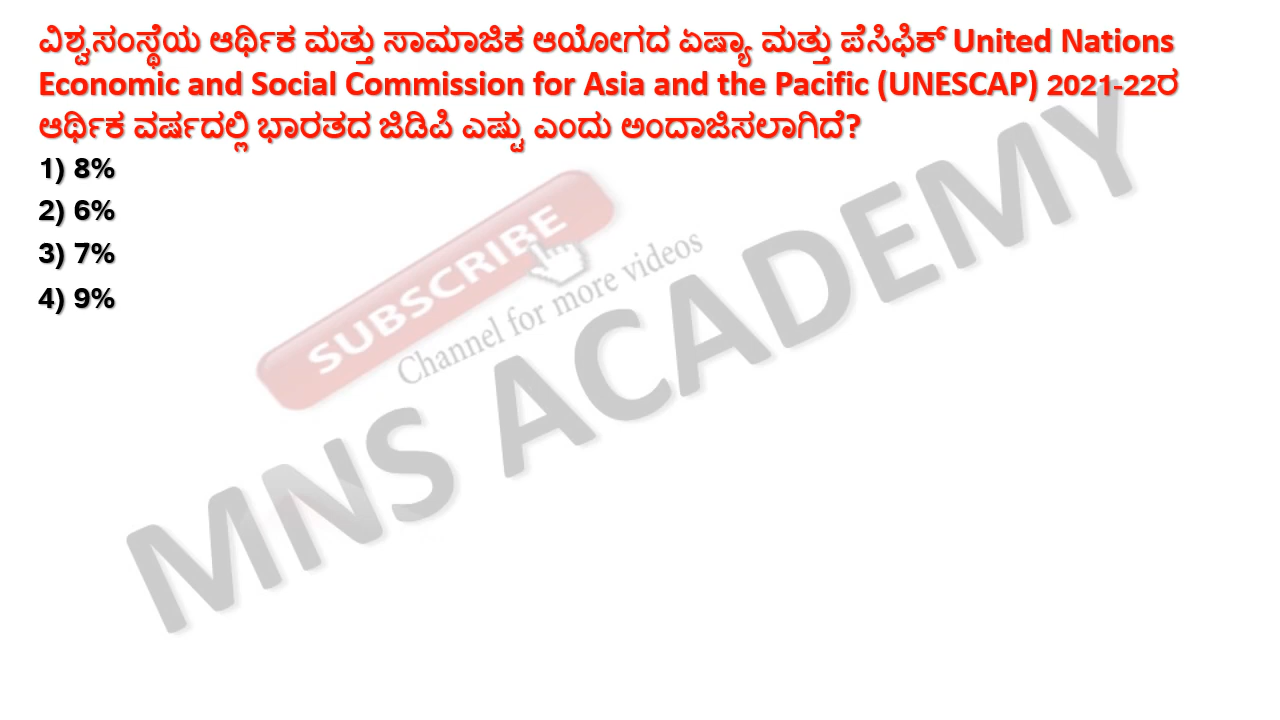 ವಿಶ್ವಸಂಸ್ಥೆಯ ಆರ್ಥಿಕ ಮತ್ತು ಸಾಮಾಜಿಕ ಆಯೋಗದ ಏಷ್ಯಾ ಮತ್ತು ಪೆಸಿಫಿಕ್ United Nations
Economic and Social Commission for Asia and the Pacific (UNESCAP) 2021-22ರ
ಆರ್ಥಿಕ ವರ್ಷದಲ್ಲಿ ಭಾರತದ ಜಿಡಿಪಿ ಎಷ್ಟು ಎಂದು ಅಂದಾಜಿಸಲಾಗಿದೆ?
1) 8%
2) 6%
3) 7%
4) 9%
SUBSCRIBE
Channel for more videos
MNS ACADEMY